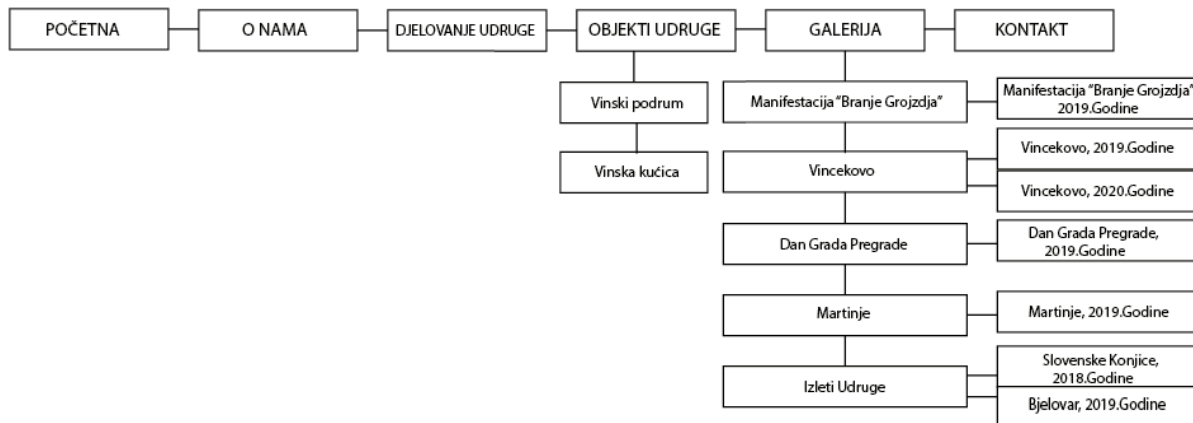 POČETNA
O NAMA
DJELOVANJE UDRUGE
OBJEKTI UDRUGE
GALERIJA
KONTAKT
Vinski podrum
Vinska kućica
Manifestacija "Branje Grojzdja"
Manifestacija "Branje Grojzdja"
2019.Godine
Vincekovo
Vincekovo, 2019.Godine
Vincekovo, 2020.Godine
Dan Grada Pregrade
Dan Grada Pregrade,
2019.Godine
Martinje
Martinje, 2019.Godine
Izleti Udruge
Slovenske Konjice,
2018.Godine
Bjelovar, 2019.Godine